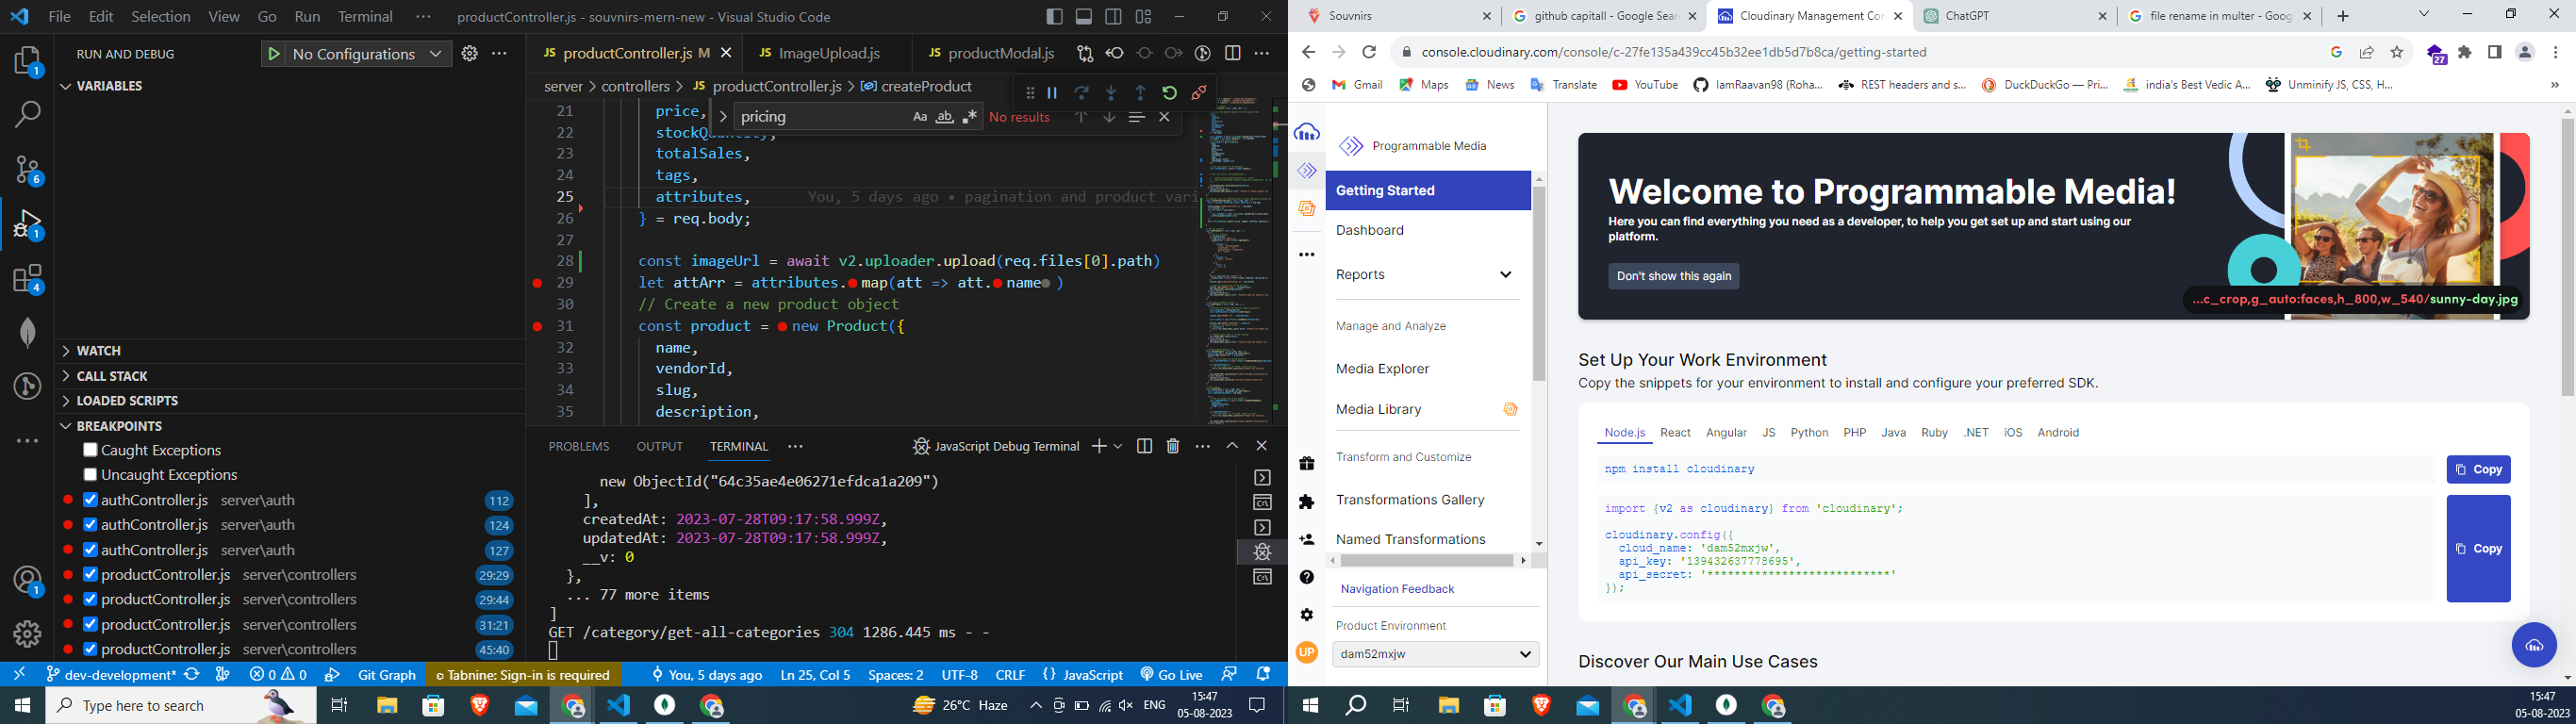 File Edit Selection View Go Run Terminal ··· productController.js - souvnirs-mern-new - Visual Studio Code
RUN AND DEBUG No Configurations
VARIABLES
WATCH
CALL STACK
LOADED SCRIPTS
BREAKPOINTS
Caught Exceptions
Uncaught Exceptions
authController.js server\auth 112
authController.js server\auth 124
authController.js server\auth 127
productController.js server\controllers 29:29
productController.js server\controllers 29:44
productController.js server\controllers 31:21
productController.js server\controllers 45:40
1
6
1
4
1
JS productController.js M JS ImageUpload.js JS productModal.js
server > controllers > JS productController.js > createProduct
pricing Aa ab No results
21 price,
22 stockQuantity,
23 totalSales,
24 tags,
25 attributes, You, 5 days ago • pagination and product vari
26 } = req.body;
27
28 const imageUrl = await v2.uploader.upload(req.files[0].path)
29 let attArr = attributes.map(att => att.name )
30 // Create a new product object
31 const product = new Product({
32 name,
33 vendorId,
34 slug,
35 description,
PROBLEMS OUTPUT TERMINAL ··· JavaScript Debug Terminal
new ObjectId("64c35ae4e06271efdca1a209")
],
createdAt: 2023-07-28T09:17:58.999Z,
updatedAt: 2023-07-28T09:17:58.999Z,
__v: 0
},
... 77 more items
]
GET /category/get-all-categories 304 1286.445 ms - -
dev-development* 0 0 Git Graph Tabnine: Sign-in is required You, 5 days ago Ln 25, Col 5 Spaces: 2 UTF-8 CRLF {} JavaScript Go Live
Type here to search 26°C Haze ENG 15:47 05-08-2023
Souvnirs github capitall - Google Sear Cloudinary Management Con ChatGPT file rename in multer - Goog
console.cloudinary.com/console/c-27fe135a439cc45b32ee1db5d7b8ca/getting-started 27
Gmail Maps News Translate YouTube IamRaavan98 (Roha... REST headers and s... DuckDuckGo — Pri... india's Best Vedic A... Unminify JS, CSS, H... »
Programmable Media
Getting Started
Dashboard
Reports
Manage and Analyze
Media Explorer
Media Library
Transform and Customize
Transformations Gallery
Named Transformations
Navigation Feedback
Product Environment
UP dam52mxjw
Welcome to Programmable Media!
Here you can find everything you need as a developer, to help you get set up and start using our
platform.
Don't show this again
...c_crop,g_auto:faces,h_800,w_540/sunny-day.jpg
Set Up Your Work Environment
Copy the snippets for your environment to install and configure your preferred SDK.
Node.js React Angular JS Python PHP Java Ruby .NET iOS Android
npm install cloudinary Copy
import {v2 as cloudinary} from 'cloudinary';
cloudinary.config({
cloud_name: 'dam52mxjw',
api_key: '139432637778695',
api_secret: '***************************'
});
Copy
Discover Our Main Use Cases
15:47
05-08-2023